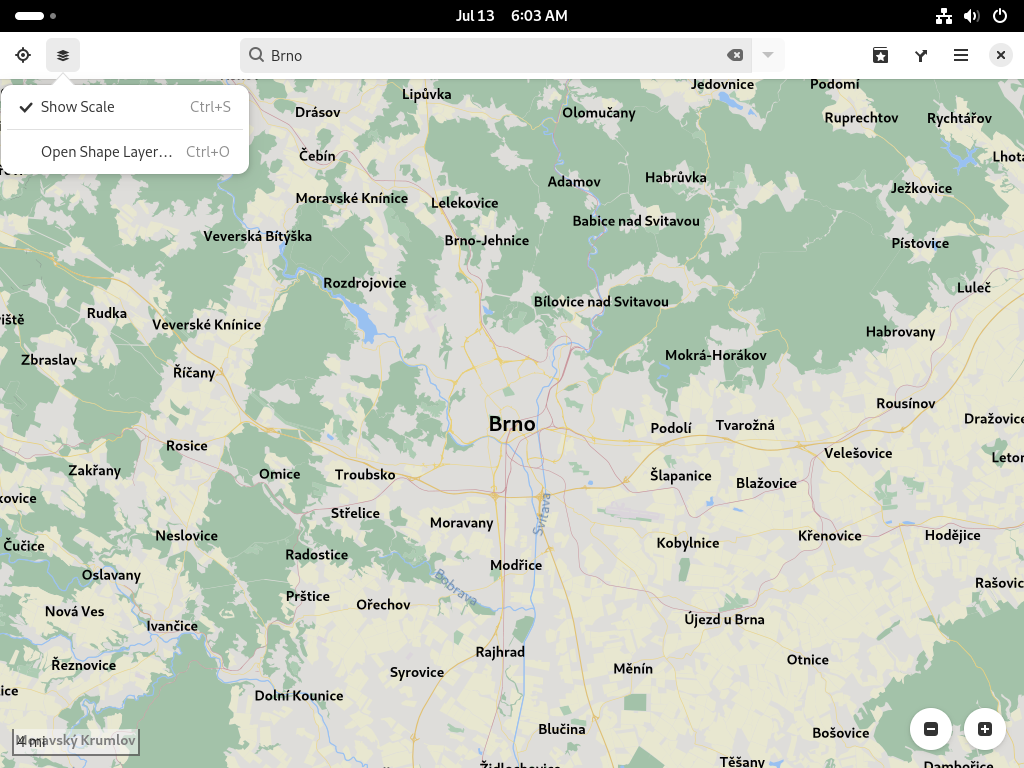 Jul 13 6:03 AM
Brno
Show Scale Ctrl+S
Open Shape Layer… Ctrl+O
Jedovnice
Podomí
Lipůvka
Drásov
Olomučany
Ruprechtov
Rychtářov
Čebín
Lhota
Adamov
Habrůvka
Ježkovice
Moravské Knínice
Lelekovice
Babice nad Svitavou
Veverská Bítýška
Brno-Jehnice
Pístovice
Rozdrojovice
Luleč
Bílovice nad Svitavou
Rudka
Veverské Knínice
Habrovany
Zbraslav
Mokrá-Horákov
Říčany
Rousínov
Brno
Podolí
Tvarožná
Dražovice
Rosice
Velešovice
Zakřany
Omice
Troubsko
Šlapanice
Blažovice
Střelice
Moravany
Svitava
Neslovice
Křenovice
Hodějice
Čučice
Radostice
Kobylnice
Modřice
Oslavany
Bobrava
Prštice
Ořechov
Nová Ves
Ivančice
Újezd u Brna
Rajhrad
Řeznovice
Syrovice
Měnín
Otnice
Dolní Kounice
Blučina
Bošovice
4 mi
Moravský Krumlov
Židlochovice
Těšany
Dambořice